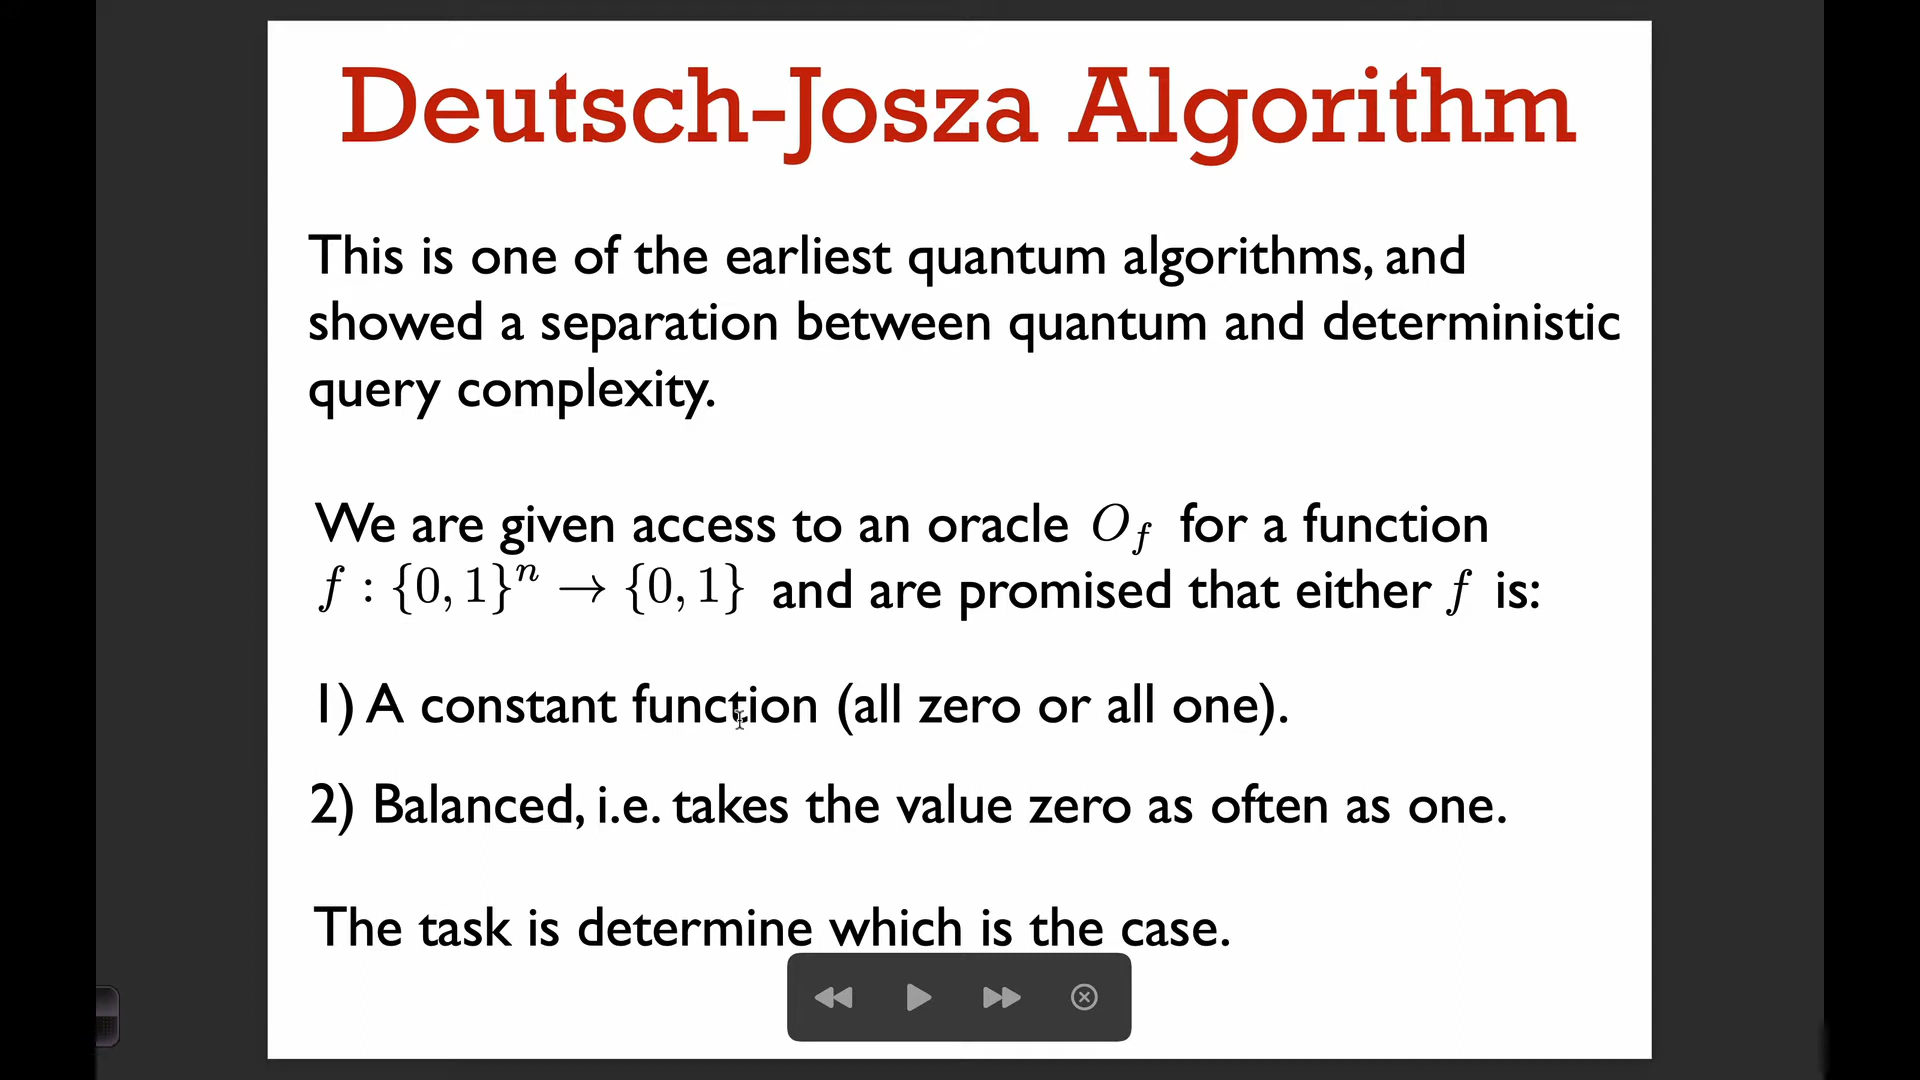 Deutsch-Josza Algorithm
This is one of the earliest quantum algorithms, and
showed a separation between quantum and deterministic
query complexity.
We are given access to an oracle O_f for a function
f : {0, 1}^n → {0, 1} and are promised that either f is:
1) A constant function (all zero or all one).
2) Balanced, i.e. takes the value zero as often as one.
The task is determine which is the case.